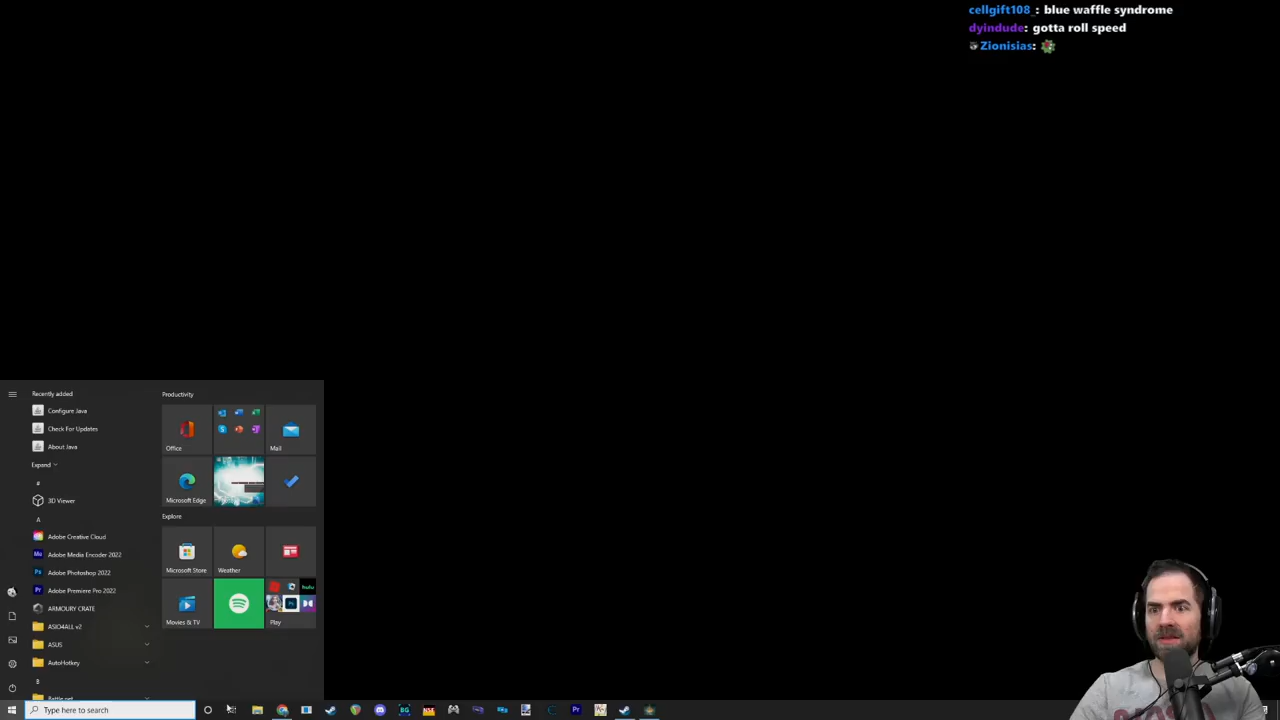 cellgift108_: blue waffle syndrome
dyindude: gotta roll speed
Zionisias:
Recently added
Configure Java
Check For Updates
About Java
Expand
#
3D Viewer
A
Adobe Creative Cloud
Adobe Media Encoder 2022
Adobe Photoshop 2022
Adobe Premiere Pro 2022
ARMOURY CRATE
ASIO4ALL v2
ASUS
AutoHotkey
B
Battle.net
Productivity
Office
Mail
Microsoft Edge
Explore
Microsoft Store
Weather
Movies & TV
Play
Type here to search